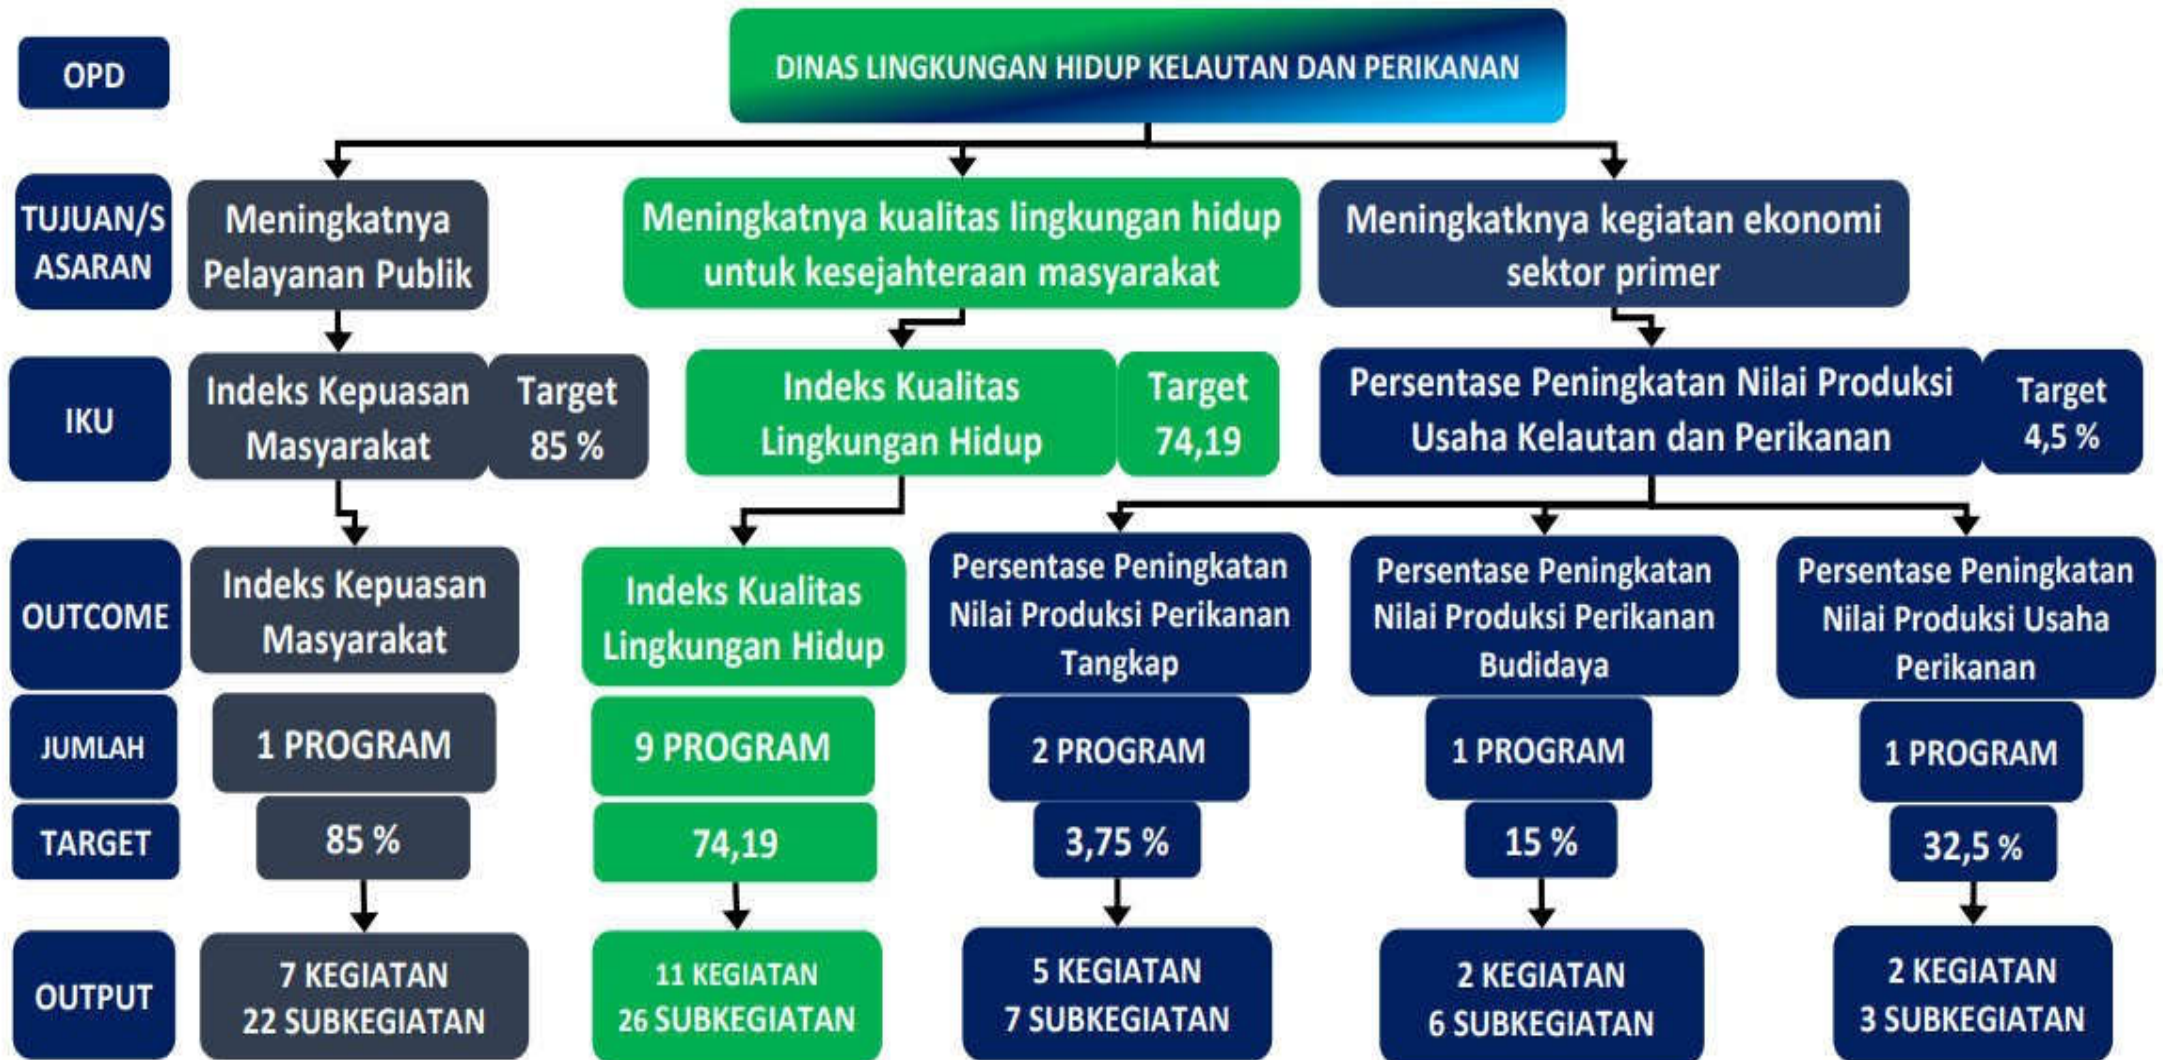 OPD
DINAS LINGKUNGAN HIDUP KELAUTAN DAN PERIKANAN
TUJUAN/S
ASARAN
Meningkatnya
Pelayanan Publik
Meningkatnya kualitas lingkungan hidup
untuk kesejahteraan masyarakat
Meningkatknya kegiatan ekonomi
sektor primer
IKU
Indeks Kepuasan
Masyarakat
Target
85 %
Indeks Kualitas
Lingkungan Hidup
Target
74,19
Persentase Peningkatan Nilai Produksi
Usaha Kelautan dan Perikanan
Target
4,5 %
OUTCOME
Indeks Kepuasan
Masyarakat
Indeks Kualitas
Lingkungan Hidup
Persentase Peningkatan
Nilai Produksi Perikanan
Tangkap
Persentase Peningkatan
Nilai Produksi Perikanan
Budidaya
Persentase Peningkatan
Nilai Produksi Usaha
Perikanan
JUMLAH
1 PROGRAM
9 PROGRAM
2 PROGRAM
1 PROGRAM
1 PROGRAM
TARGET
85 %
74,19
3,75 %
15 %
32,5 %
OUTPUT
7 KEGIATAN
22 SUBKEGIATAN
11 KEGIATAN
26 SUBKEGIATAN
5 KEGIATAN
7 SUBKEGIATAN
2 KEGIATAN
6 SUBKEGIATAN
2 KEGIATAN
3 SUBKEGIATAN